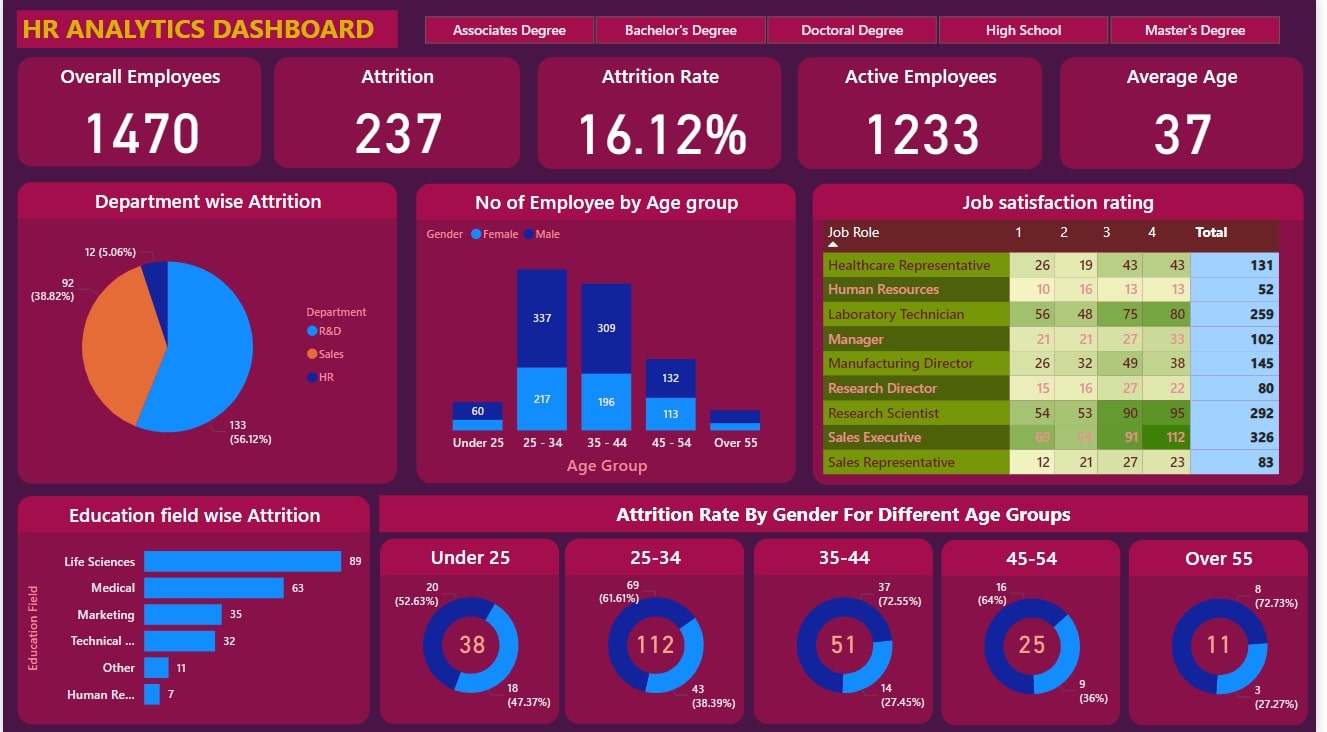 HR ANALYTICS DASHBOARD
Associates Degree
Bachelor's Degree
Doctoral Degree
High School
Master's Degree
Overall Employees
1470
Attrition
237
Attrition Rate
16.12%
Active Employees
1233
Average Age
37
Department wise Attrition
12 (5.06%)
92
(38.82%)
133
(56.12%)
Department
R&D
Sales
HR
No of Employee by Age group
Gender Female Male
60
337
217
309
196
132
113
Under 25
25 - 34
35 - 44
45 - 54
Over 55
Age Group
Job satisfaction rating
Job Role 1 2 3 4 Total
Healthcare Representative 26 19 43 43 131
Human Resources 10 16 13 13 52
Laboratory Technician 56 48 75 80 259
Manager 21 21 27 33 102
Manufacturing Director 26 32 49 38 145
Research Director 15 16 27 22 80
Research Scientist 54 53 90 95 292
Sales Executive 69 54 91 112 326
Sales Representative 12 21 27 23 83
Education field wise Attrition
Education Field
Life Sciences 89
Medical 63
Marketing 35
Technical ... 32
Other 11
Human Re... 7
Attrition Rate By Gender For Different Age Groups
Under 25
20
(52.63%)
38
18
(47.37%)
25-34
69
(61.61%)
112
43
(38.39%)
35-44
37
(72.55%)
51
14
(27.45%)
45-54
16
(64%)
25
9
(36%)
Over 55
8
(72.73%)
11
3
(27.27%)